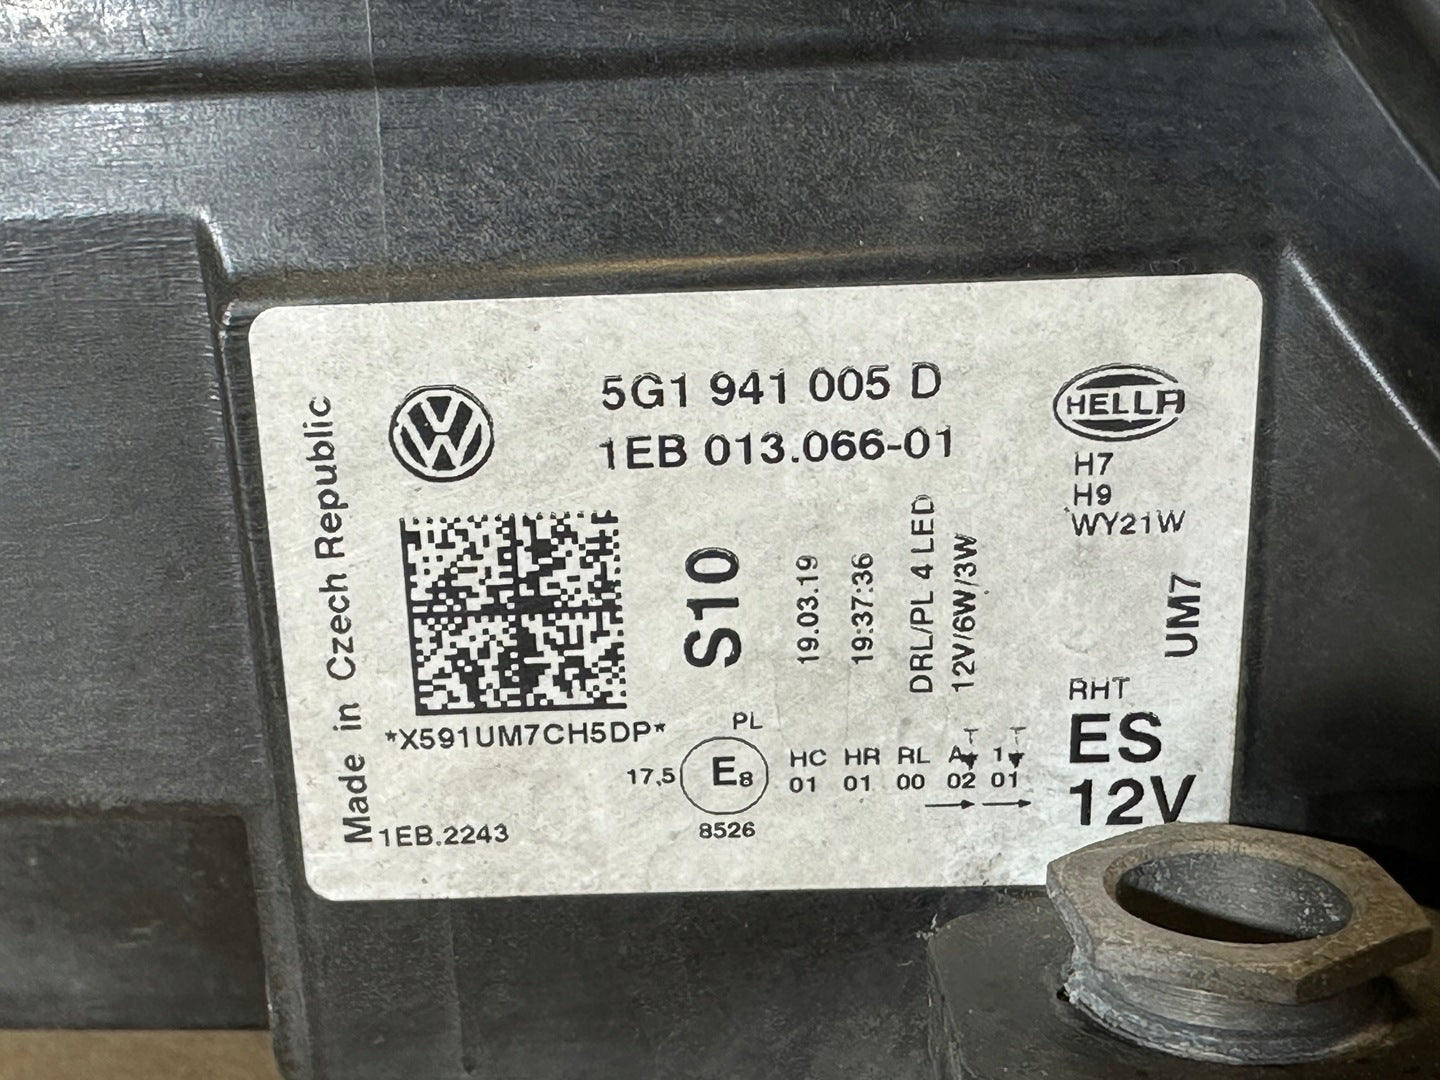 5G1 941 005 D
1EB 013.066-01
HELLA
H7
H9
WY21W
Made in Czech Republic
S10
19.03.19
19:37:36
DRL/PL 4 LED
12V/6W/3W
UM7
*X591UM7CH5DP*
1EB.2243
PL
17,5 E8
8526
HC HR RL A 1
01 01 00 02 01
T T
RHT
ES
12V